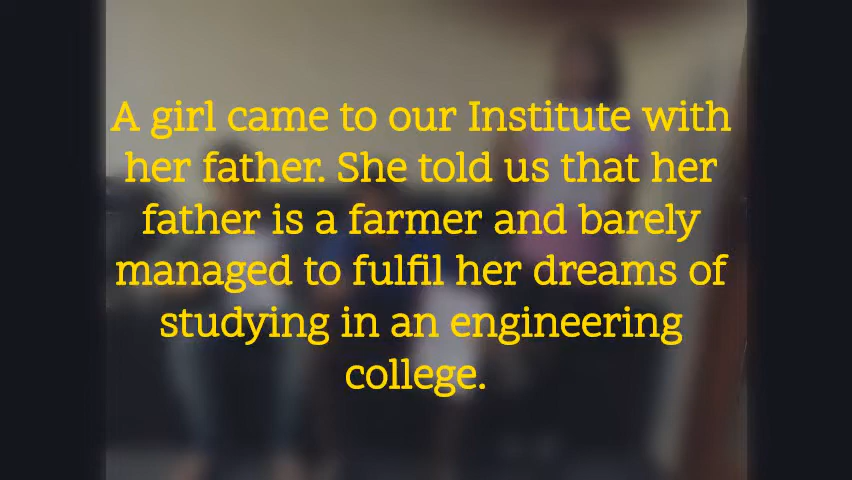 A girl came to our Institute with
her father. She told us that her
father is a farmer and barely
managed to fulfil her dreams of
studying in an engineering
college.